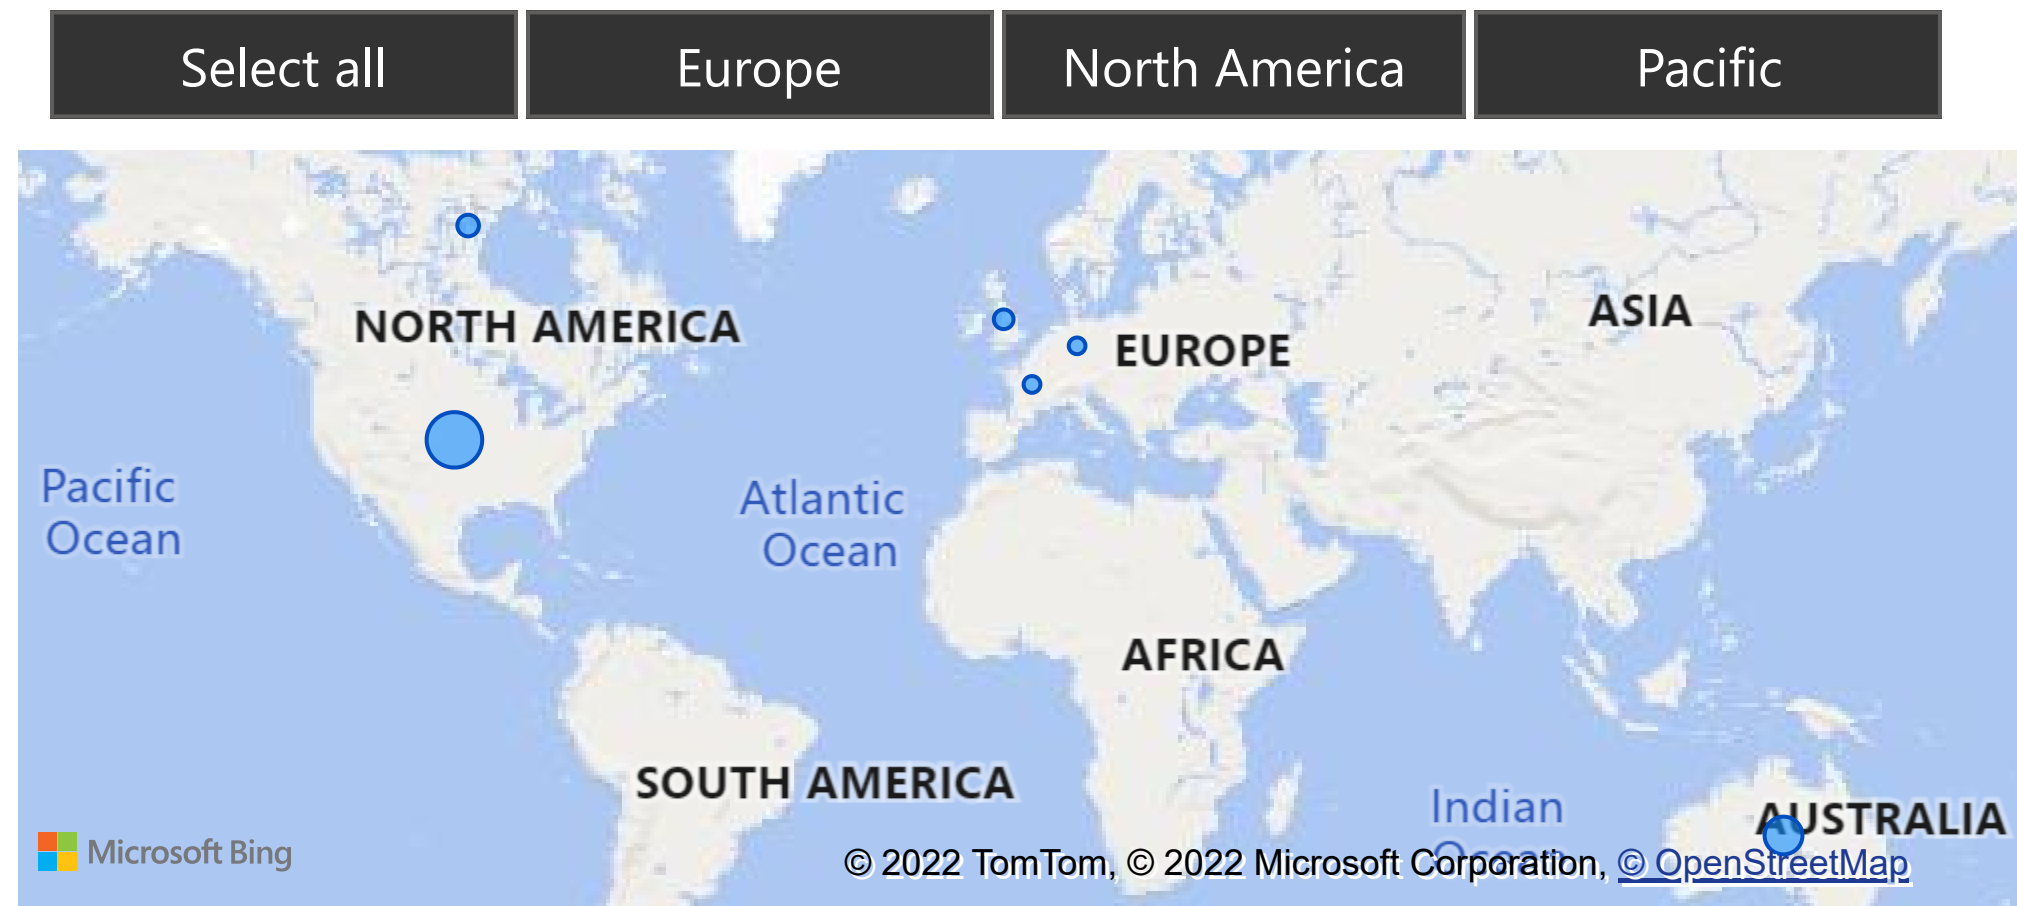 Select all
Europe
North America
Pacific
NORTH AMERICA
EUROPE
ASIA
Pacific
Ocean
Atlantic
Ocean
AFRICA
SOUTH AMERICA
Indian
Ocean
AUSTRALIA
Microsoft Bing
© 2022 TomTom, © 2022 Microsoft Corporation, © OpenStreetMap